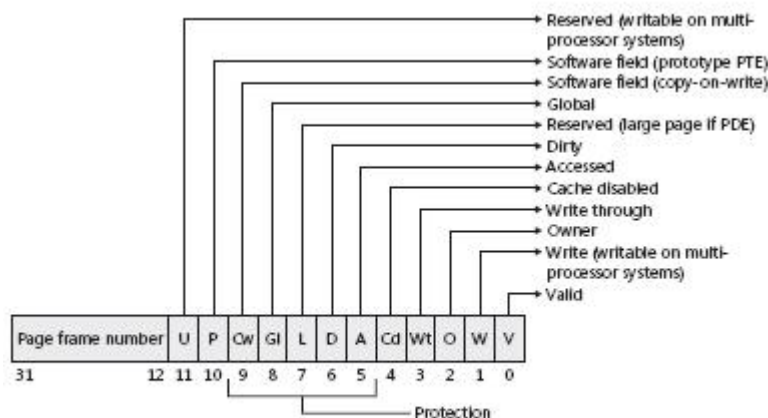 Reserved (writable on multi-
processor systems)
Software field (prototype PTE)
Software field (copy-on-write)
Global
Reserved (large page if PDE)
Dirty
Accessed
Cache disabled
Write through
Owner
Write (writable on multi-
processor systems)
Valid
Page frame number U P Cw Gl L D A Cd Wt O W V
31 12 11 10 9 8 7 6 5 4 3 2 1 0
Protection